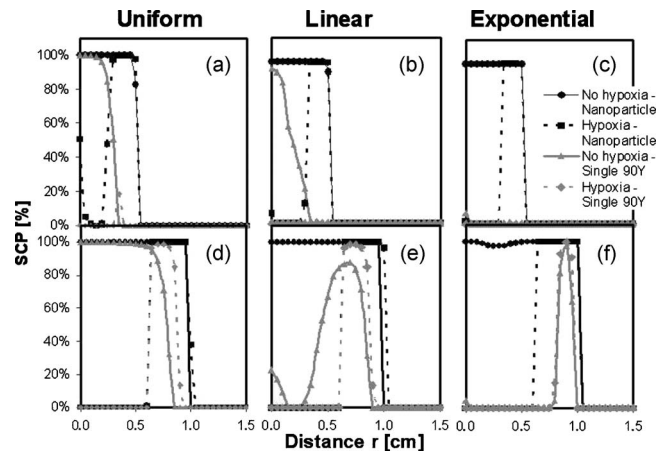 Uniform Linear Exponential
100% (a) (b) (c)
80%
60%
40%
20%
0%
No hypoxia -
Nanoparticle
Hypoxia -
Nanoparticle
No hypoxia -
Single 90Y
Hypoxia -
Single 90Y
SCP [%]
100% (d) (e) (f)
80%
60%
40%
20%
0%
0.0 0.5 1.0 1.5 0.0 0.5 1.0 1.5 0.0 0.5 1.0 1.5
Distance r [cm]